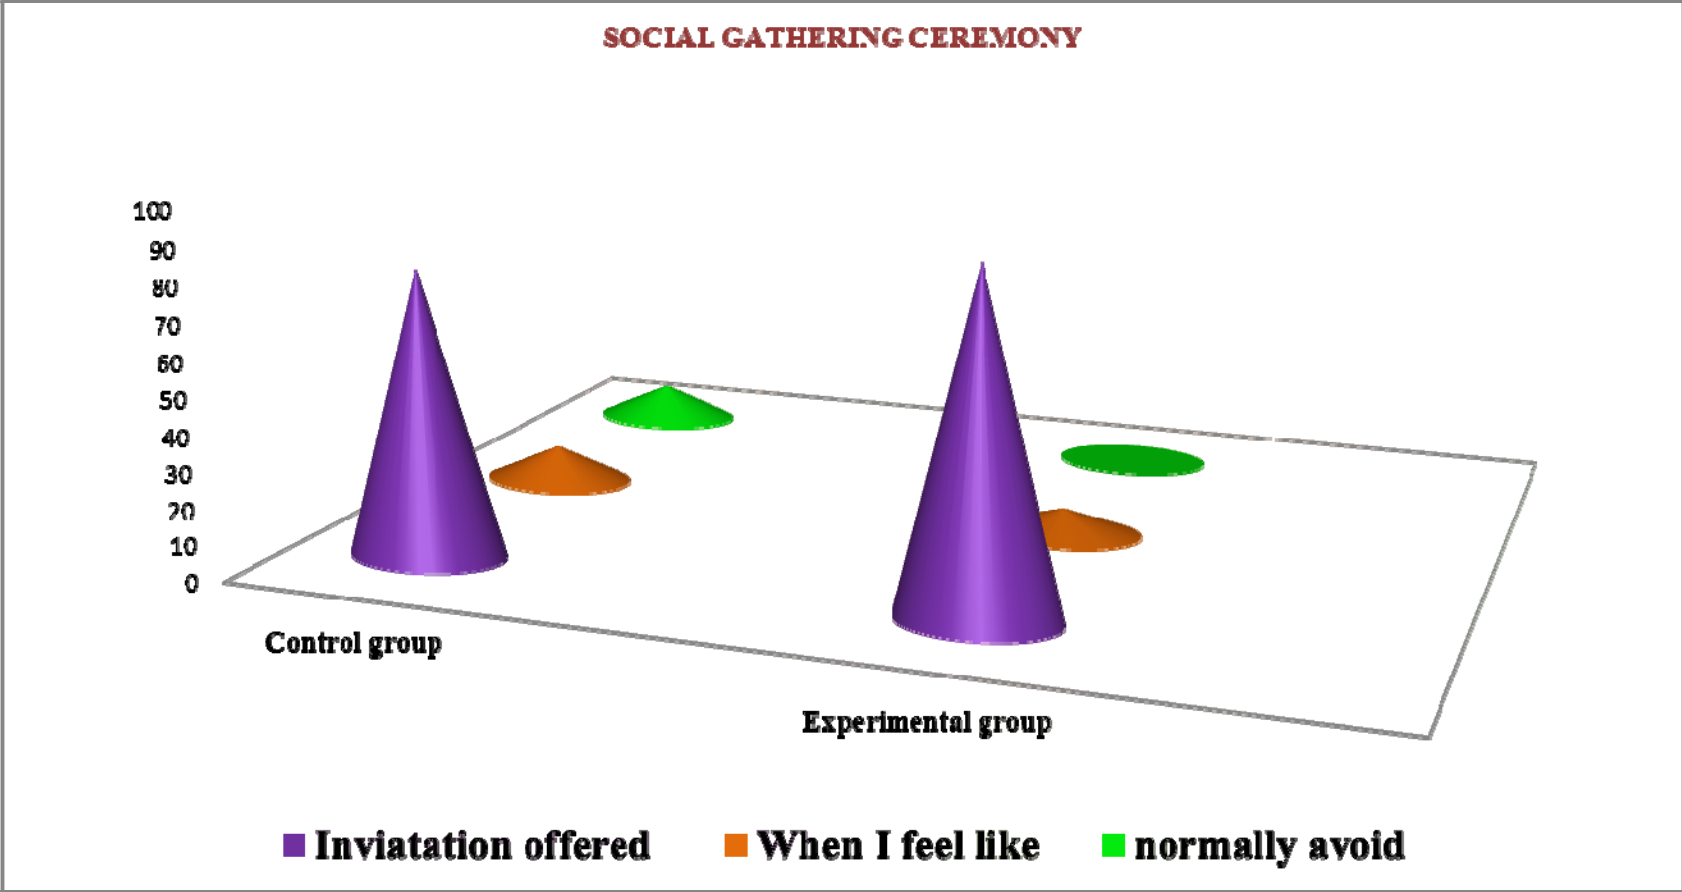 SOCIAL GATHERING CEREMONY
100
90
80
70
60
50
40
30
20
10
0
Control group
Experimental group
Inviatation offered
When I feel like
normally avoid